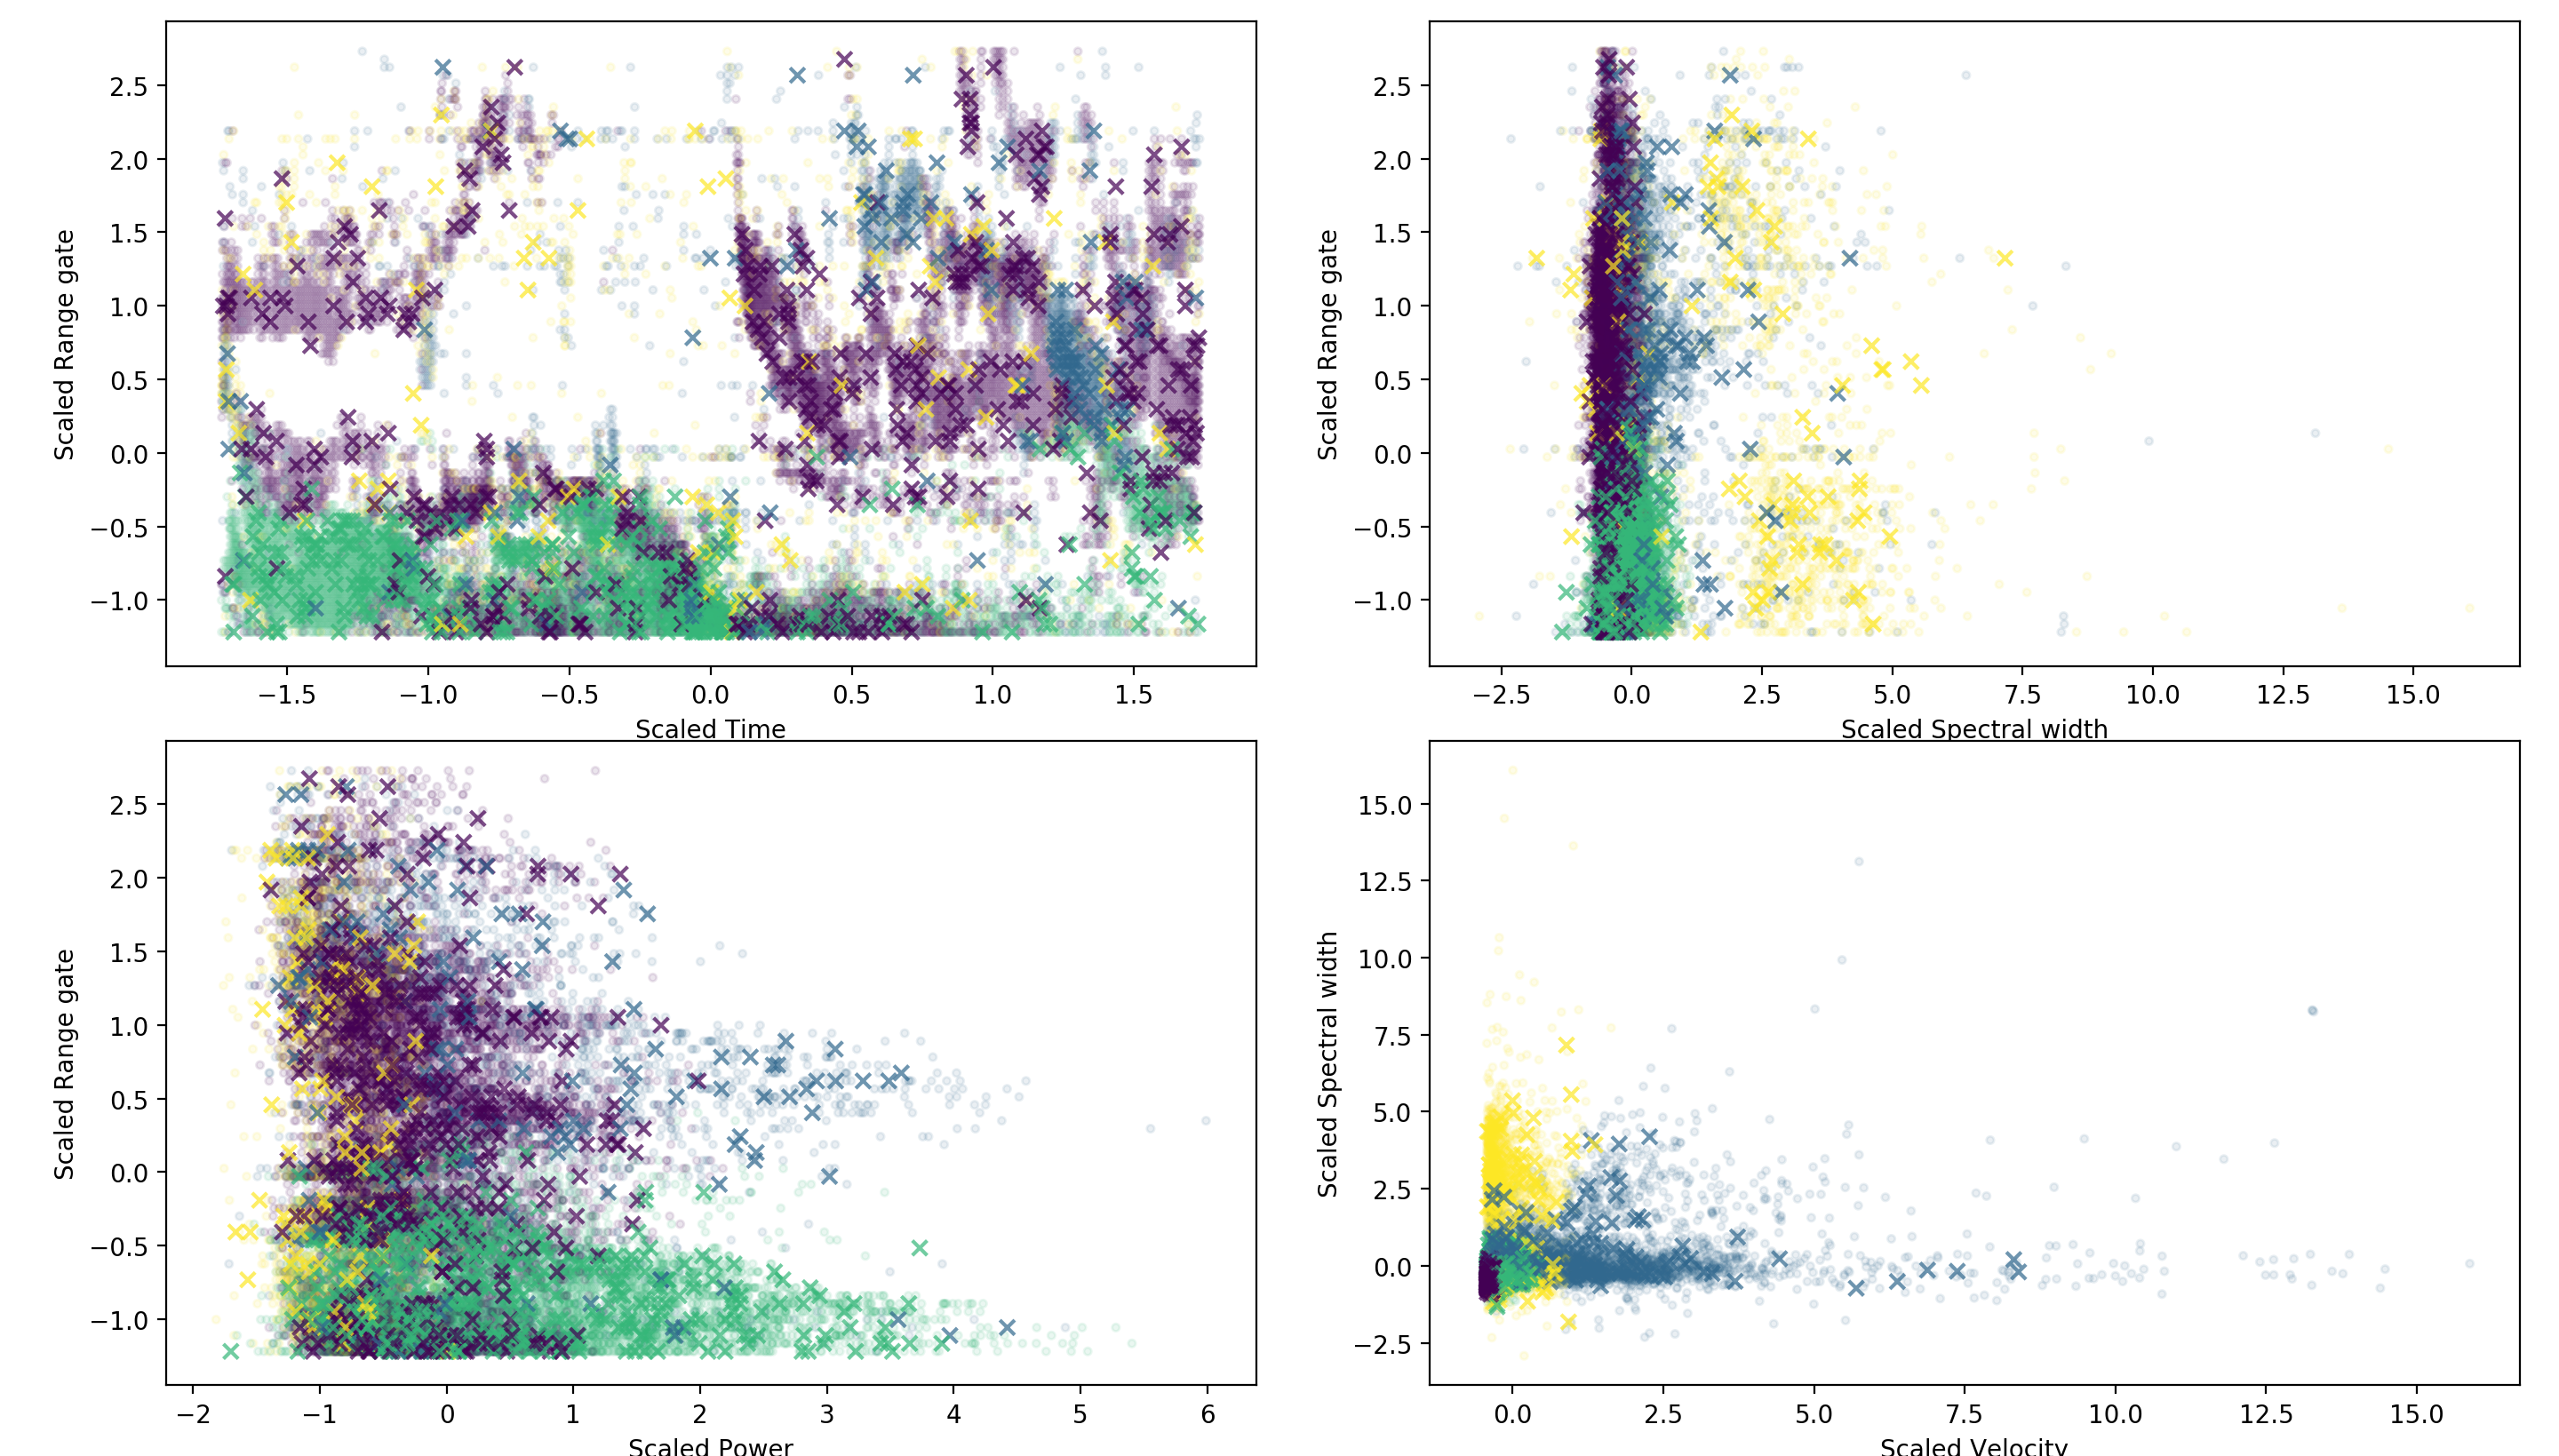 Scaled Range gate
2.5
2.0
1.5
1.0
0.5
0.0
−0.5
−1.0
−1.5 −1.0 −0.5 0.0 0.5 1.0 1.5
Scaled Time
Scaled Range gate
2.5
2.0
1.5
1.0
0.5
0.0
−0.5
−1.0
−2.5 0.0 2.5 5.0 7.5 10.0 12.5 15.0
Scaled Spectral width
Scaled Range gate
2.5
2.0
1.5
1.0
0.5
0.0
−0.5
−1.0
−2 −1 0 1 2 3 4 5 6
Scaled Power
Scaled Spectral width
15.0
12.5
10.0
7.5
5.0
2.5
0.0
−2.5
0.0 2.5 5.0 7.5 10.0 12.5 15.0
Scaled Velocity